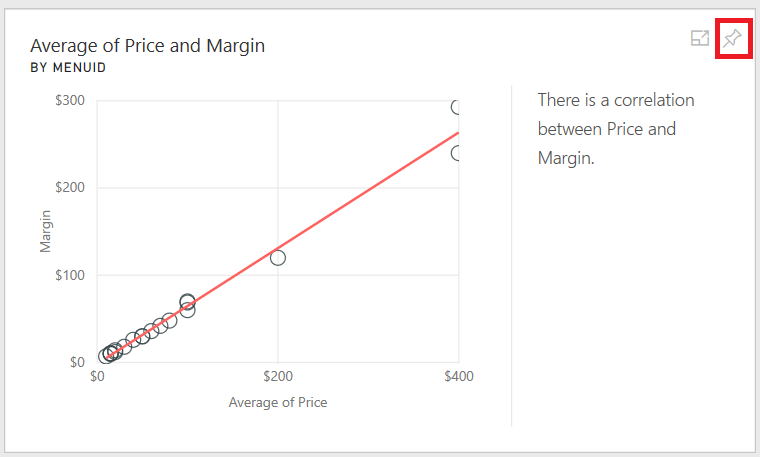 Average of Price and Margin
BY MENUID
There is a correlation
between Price and
Margin.
$300
$200
$100
$0
Margin
$0
$200
$400
Average of Price